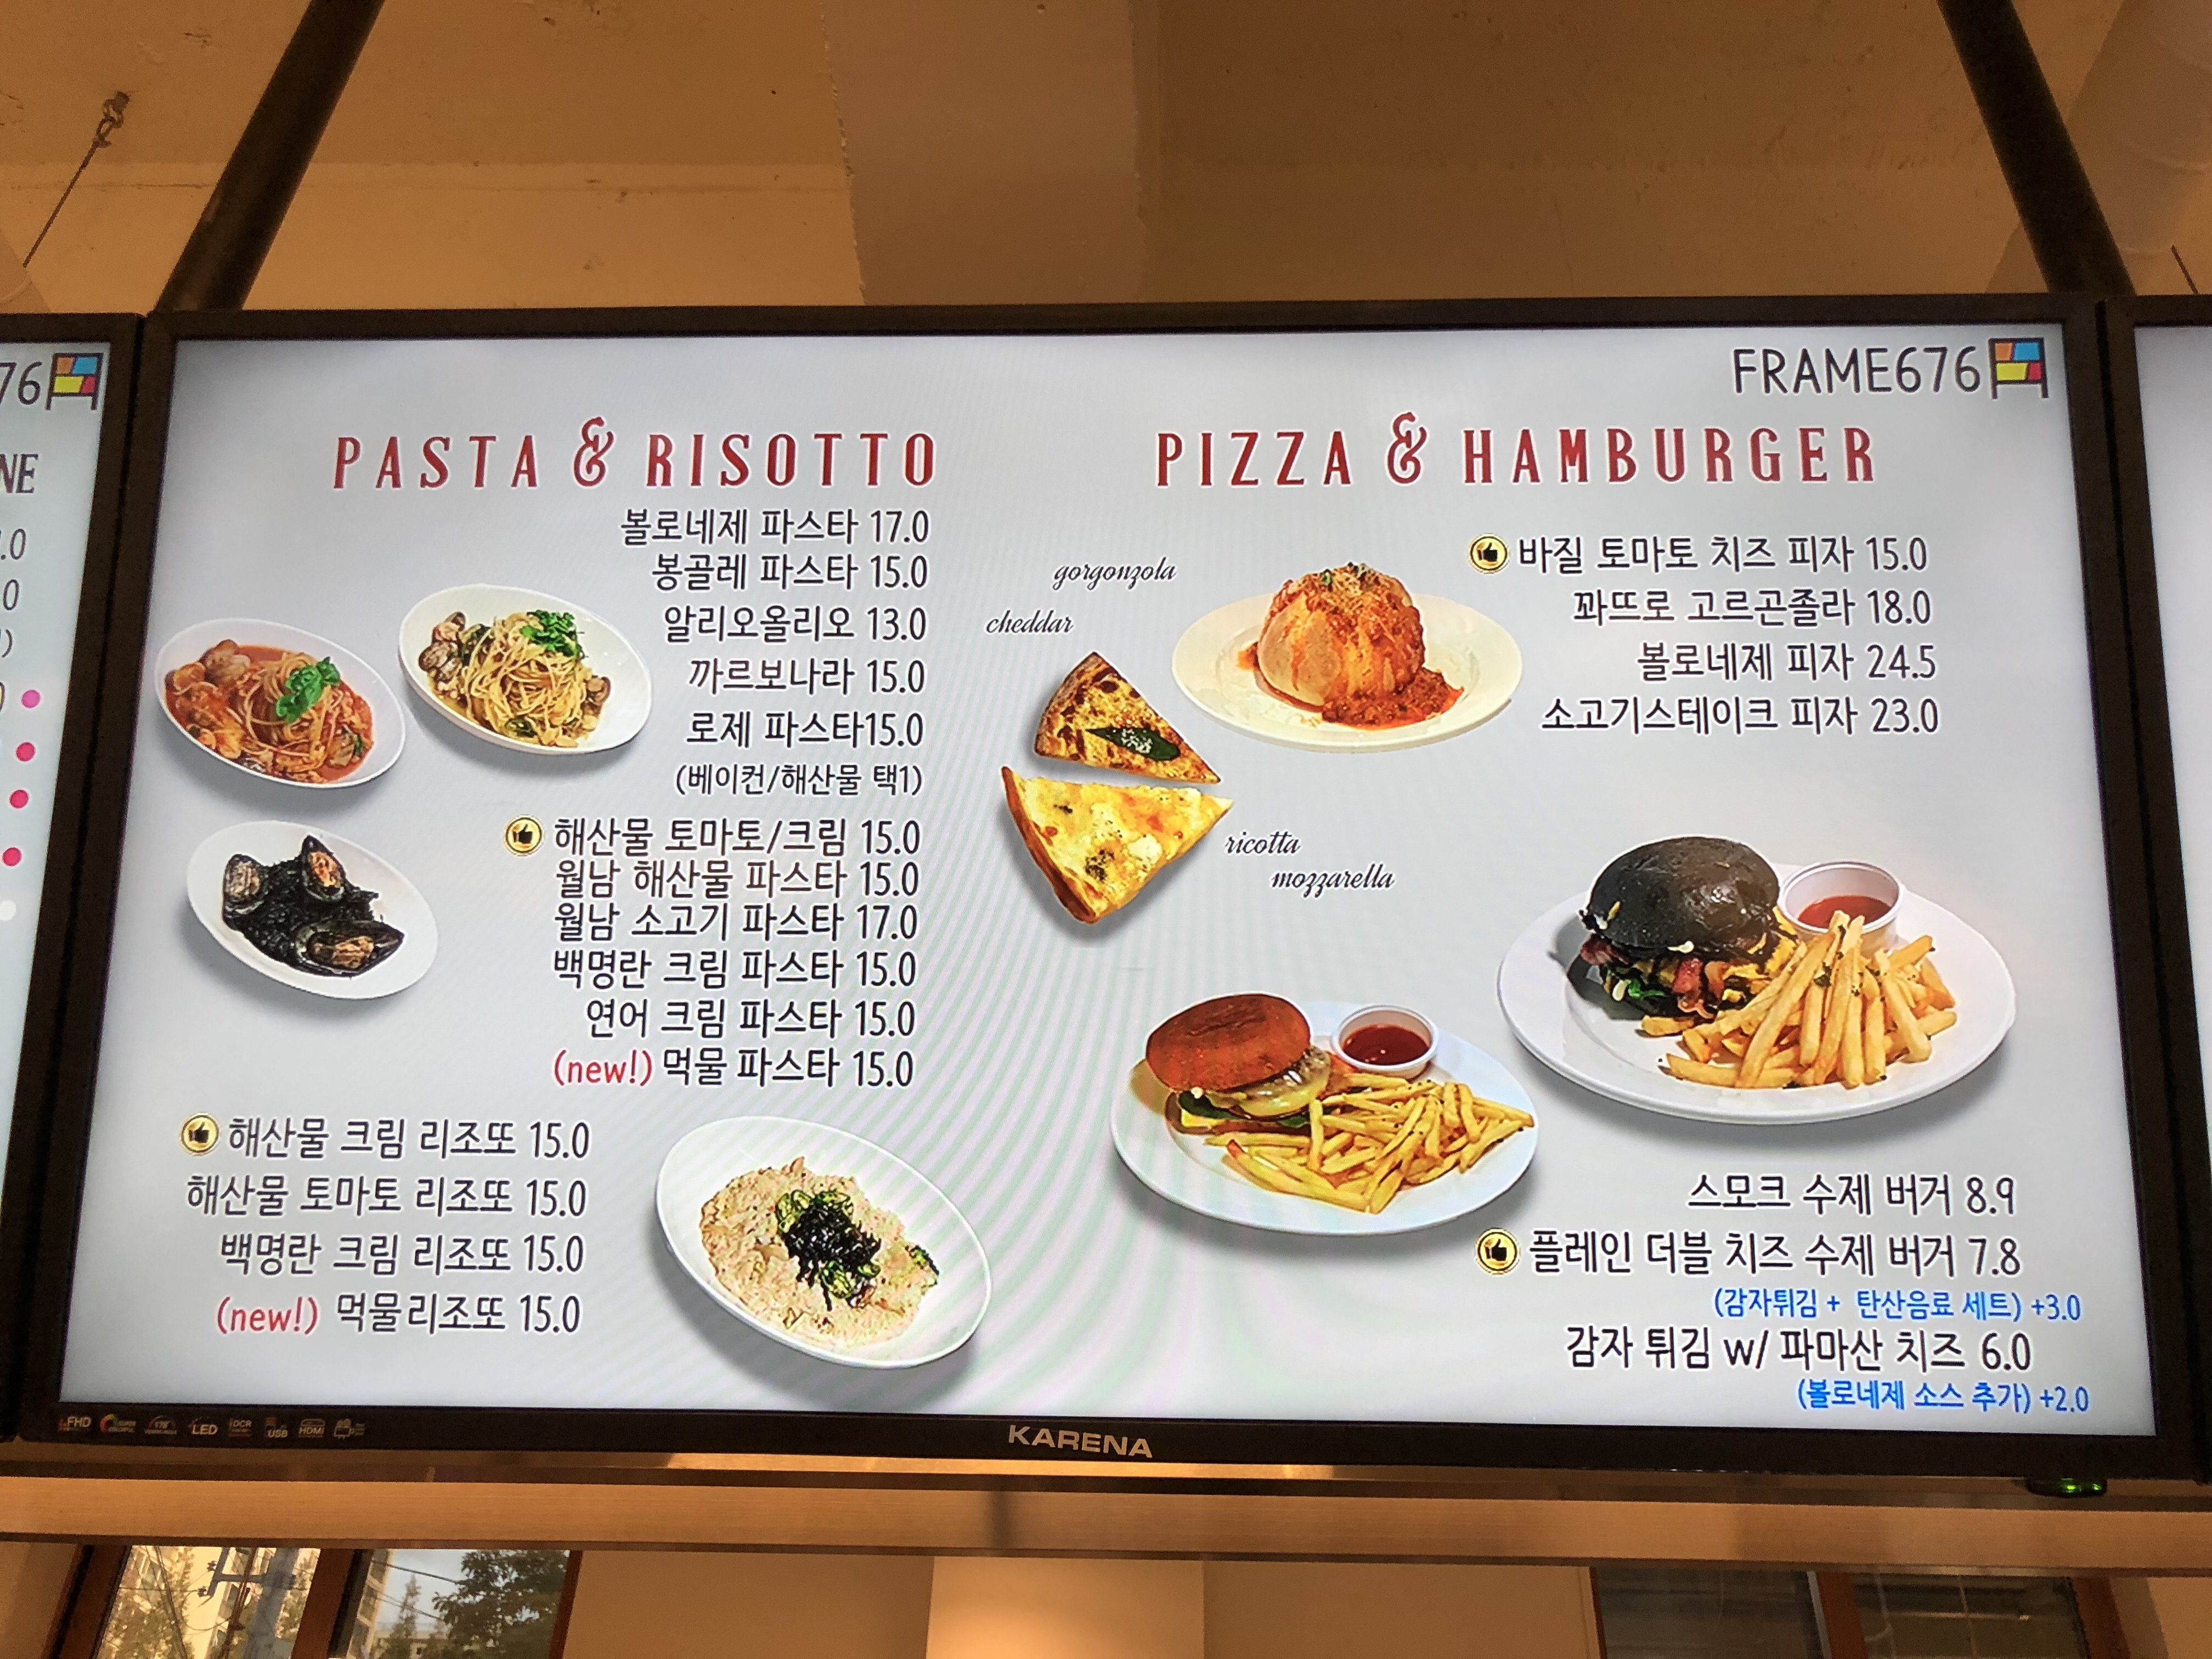 76
NE
.0
.0
FRAME676
PASTA & RISOTTO
볼로네제 파스타 17.0
봉골레 파스타 15.0
알리오올리오 13.0
까르보나라 15.0
로제 파스타15.0
(베이컨/해산물 택1)
해산물 토마토/크림 15.0
월남 해산물 파스타 15.0
월남 소고기 파스타 17.0
백명란 크림 파스타 15.0
연어 크림 파스타 15.0
(new!) 먹물 파스타 15.0
해산물 크림 리조또 15.0
해산물 토마토 리조또 15.0
백명란 크림 리조또 15.0
(new!) 먹물리조또 15.0
PIZZA & HAMBURGER
gorgonzola
cheddar
ricotta
mozzarella
바질 토마토 치즈 피자 15.0
꽈뜨로 고르곤졸라 18.0
볼로네제 피자 24.5
소고기스테이크 피자 23.0
스모크 수제 버거 8.9
플레인 더블 치즈 수제 버거 7.8
(감자튀김 + 탄산음료 세트) +3.0
감자 튀김 w/ 파마산 치즈 6.0
(볼로네제 소스 추가) +2.0
FHD LED DCR USB HDMI
KARENA